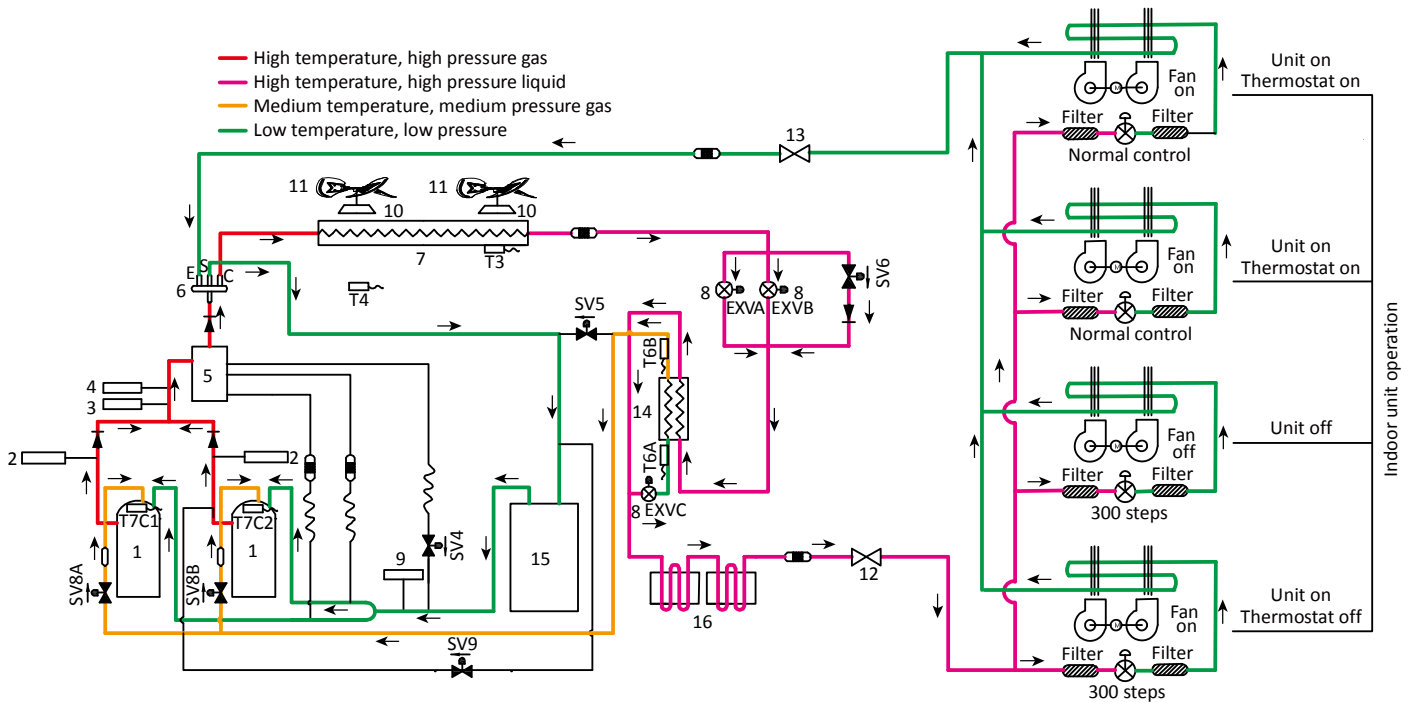 High temperature, high pressure gas
High temperature, high pressure liquid
Medium temperature, medium pressure gas
Low temperature, low pressure
13
11
11
10
10
7
T3
T4
E
S
C
6
SV5
8
EXVA
8
EXVB
SV6
T6B
14
T6A
8
EXVC
5
4
3
2
2
T7C1
T7C2
1
1
SV8A
SV8B
9
SV4
15
SV9
16
12
M
Fan
on
Filter
Filter
Normal control
Unit on
Thermostat on
M
Fan
on
Filter
Filter
Normal control
Unit on
Thermostat on
M
Fan
off
Filter
Filter
300 steps
Unit off
M
Fan
on
Filter
Filter
300 steps
Unit on
Thermostat off
Indoor unit operation